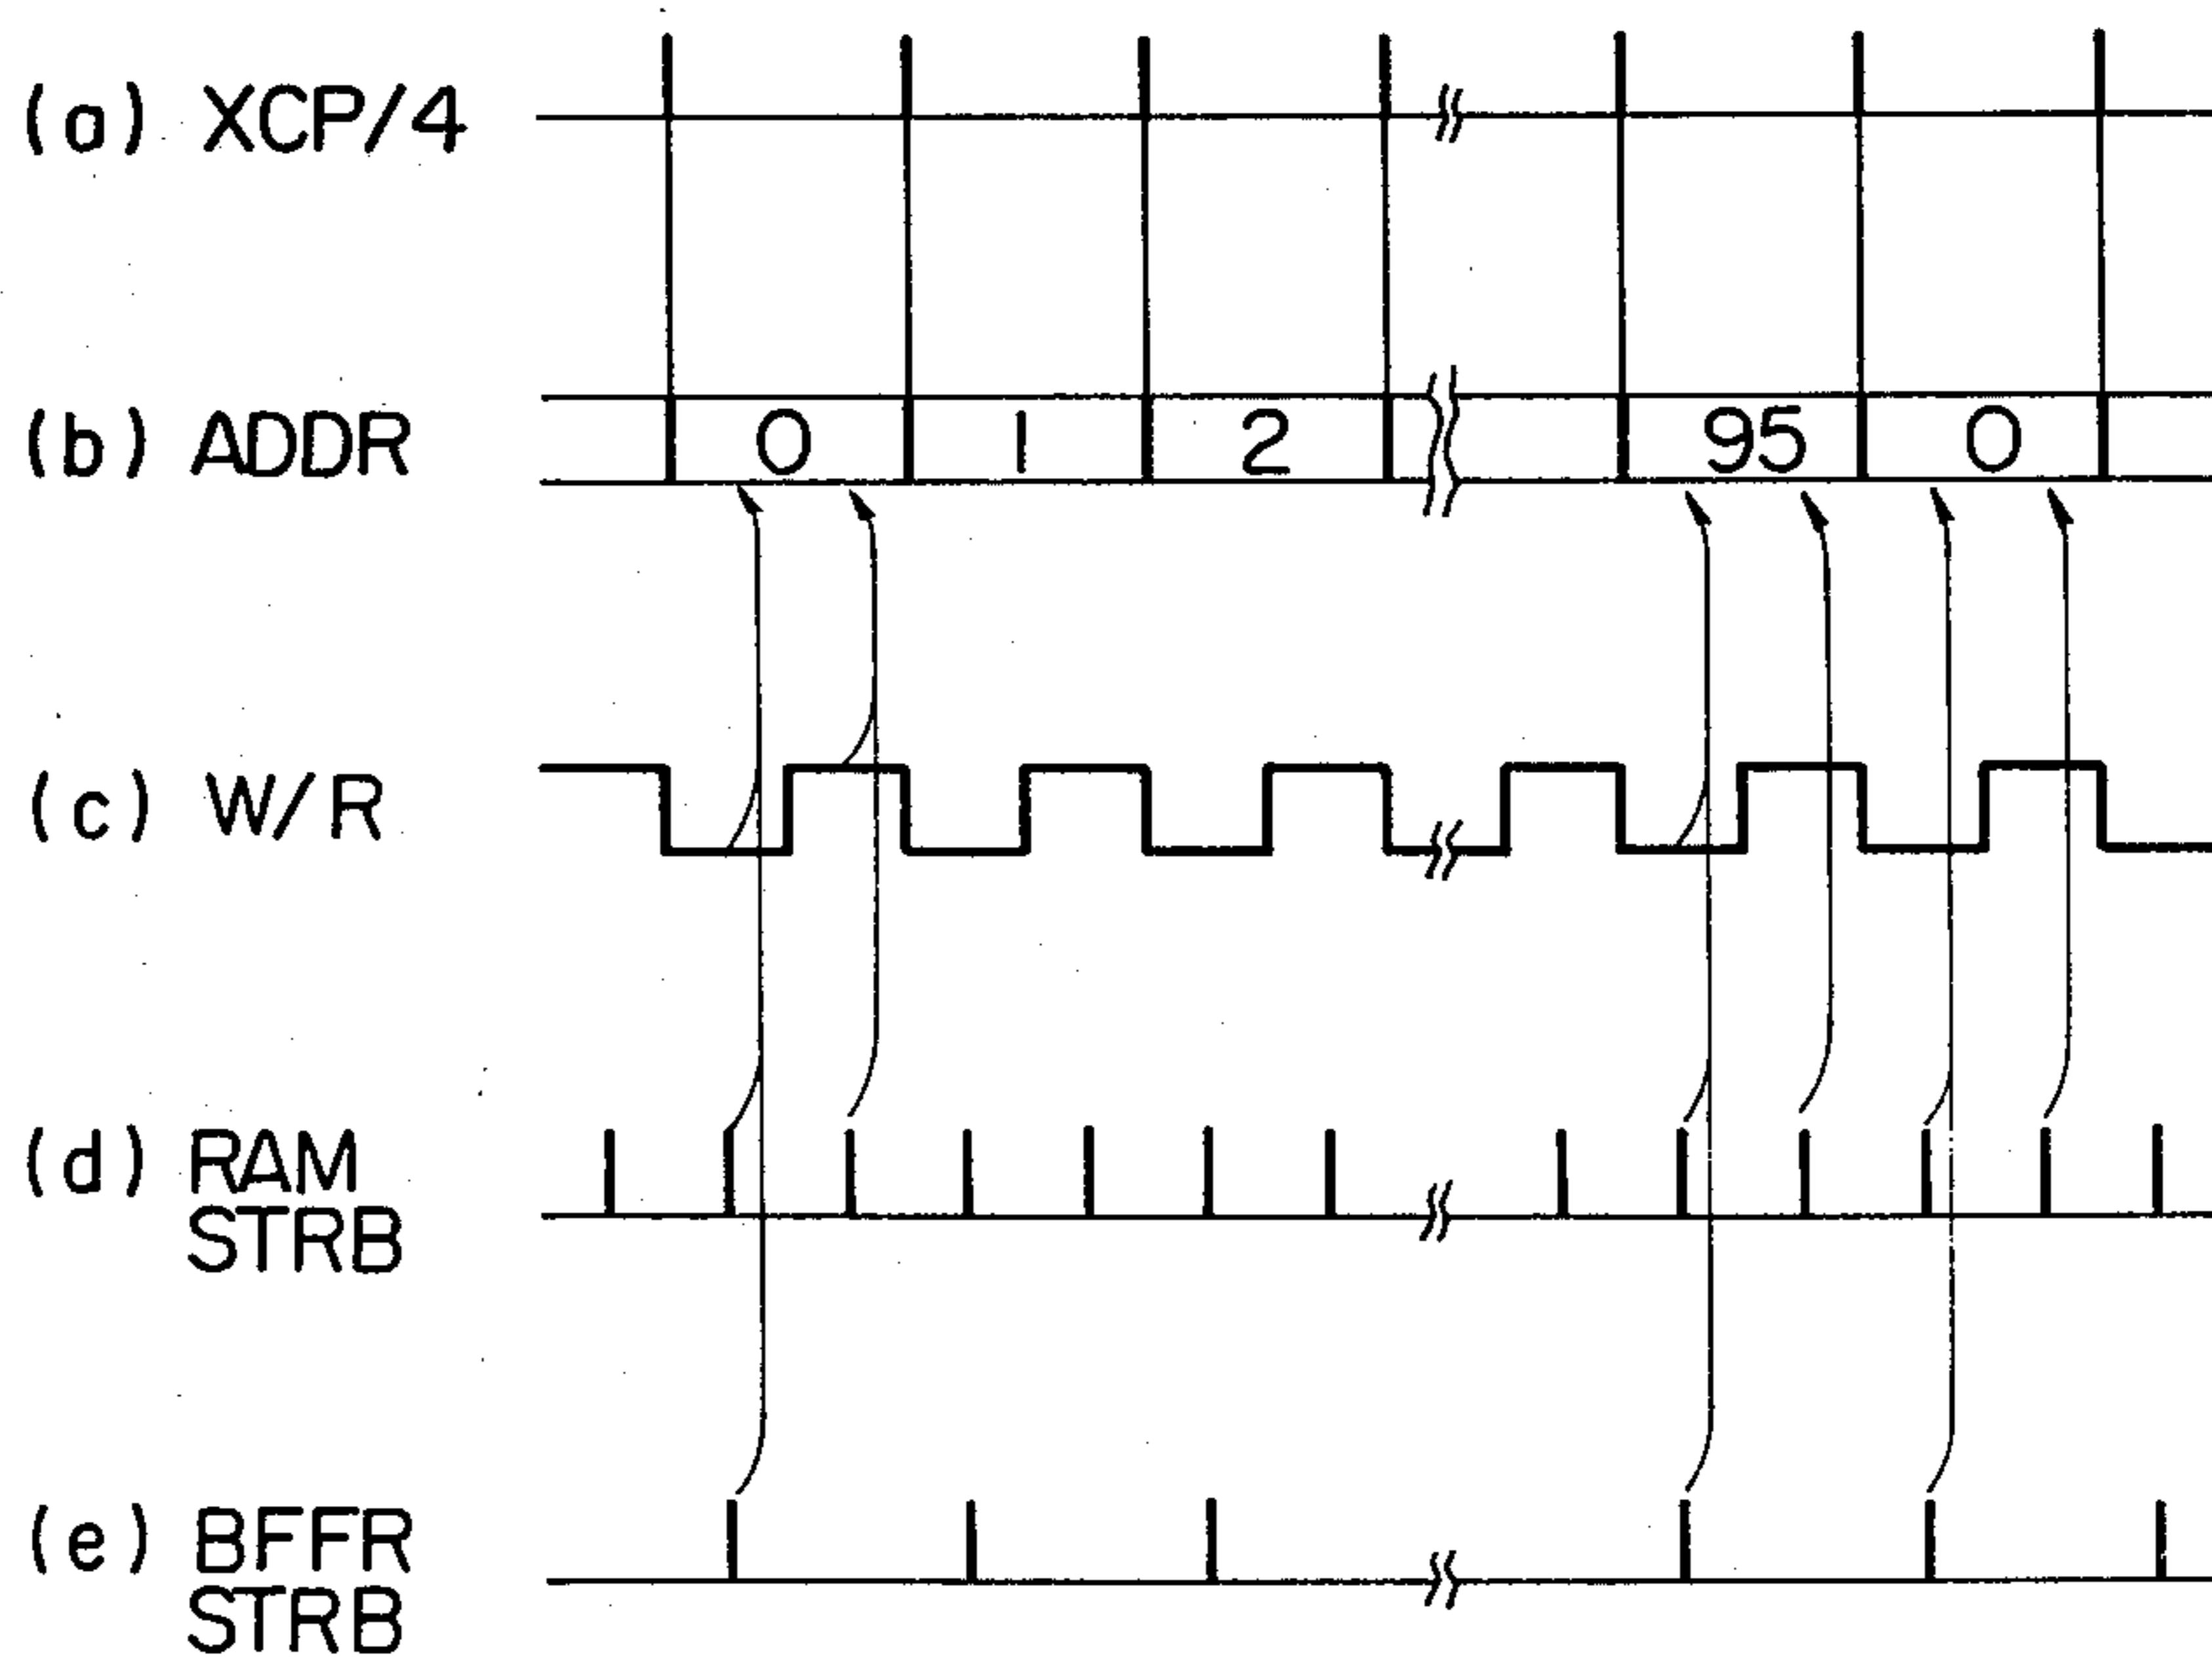 (a) XCP/4
(b) ADDR 0 1 2 95 0
(c) W/R
(d) RAM
STRB
(e) BFFR
STRB